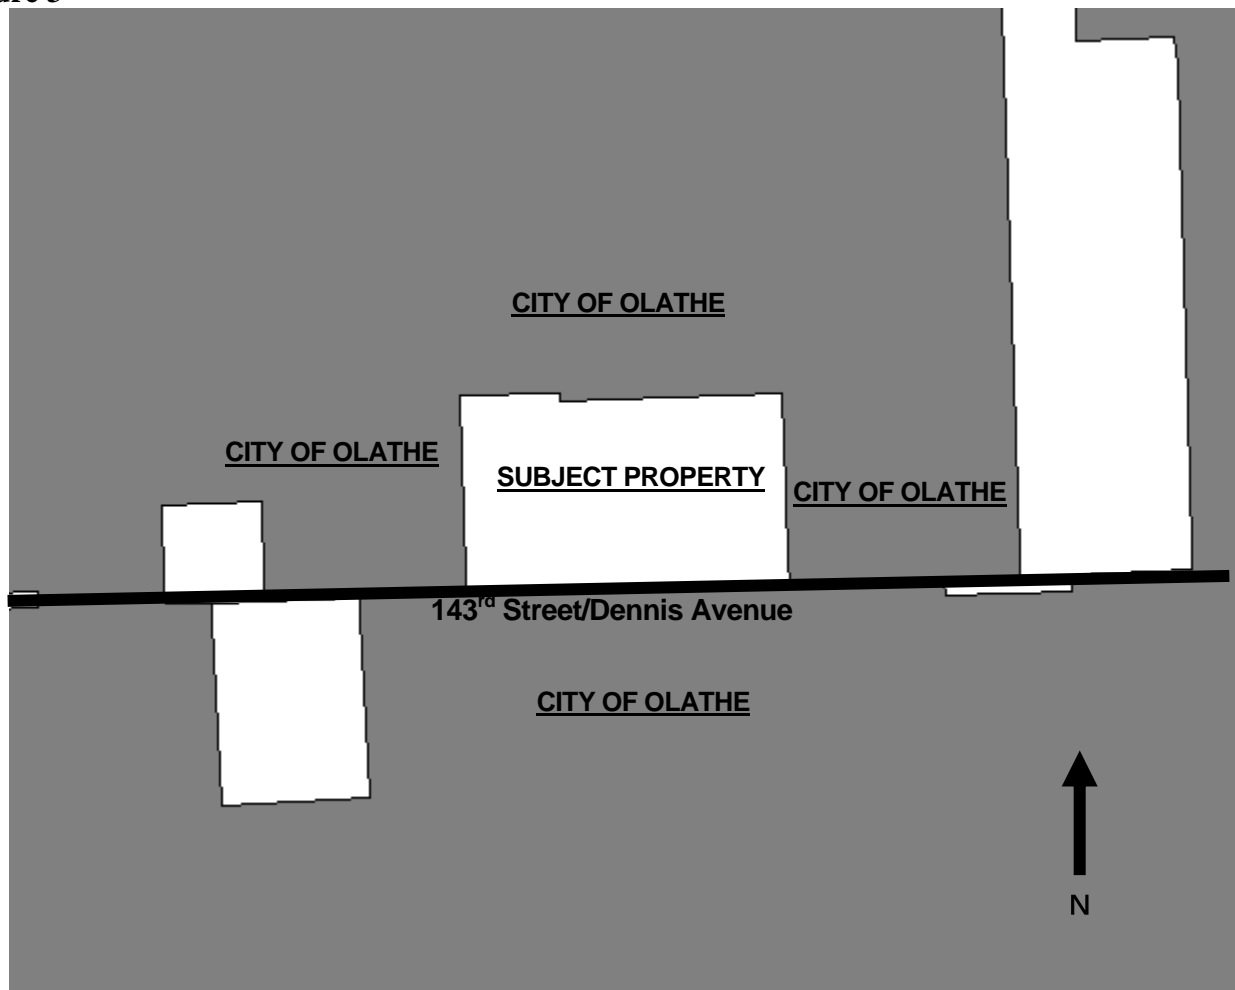 CITY OF OLATHE
CITY OF OLATHE
SUBJECT PROPERTY
CITY OF OLATHE
143rd Street/Dennis Avenue
CITY OF OLATHE
N